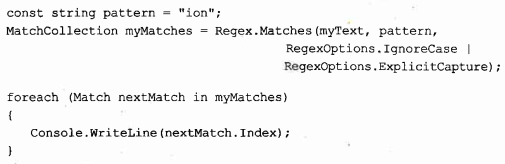 const string pattern = "ion";
MatchCollection myMatches = Regex.Matches(myText, pattern,
RegexOptions.IgnoreCase |
RegexOptions.ExplicitCapture);
foreach (Match nextMatch in myMatches)
{
Console.WriteLine(nextMatch.Index);
}